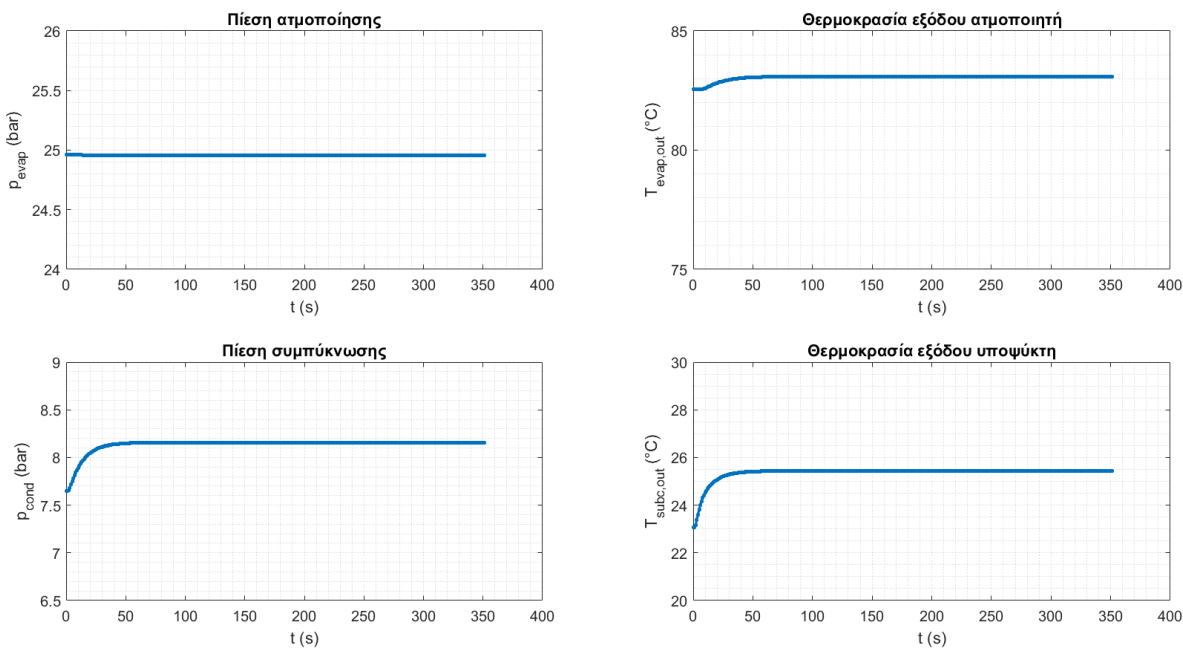 Πίεση ατμοποίησης
26
25.5
25
24.5
24
p_evap (bar)
0 50 100 150 200 250 300 350 400
t (s)
Θερμοκρασία εξόδου ατμοποιητή
85
80
75
T_evap,out (°C)
0 50 100 150 200 250 300 350 400
t (s)
Πίεση συμπύκνωσης
9
8.5
8
7.5
7
6.5
p_cond (bar)
0 50 100 150 200 250 300 350 400
t (s)
Θερμοκρασία εξόδου υποψύκτη
30
28
26
24
22
20
T_subc,out (°C)
0 50 100 150 200 250 300 350 400
t (s)